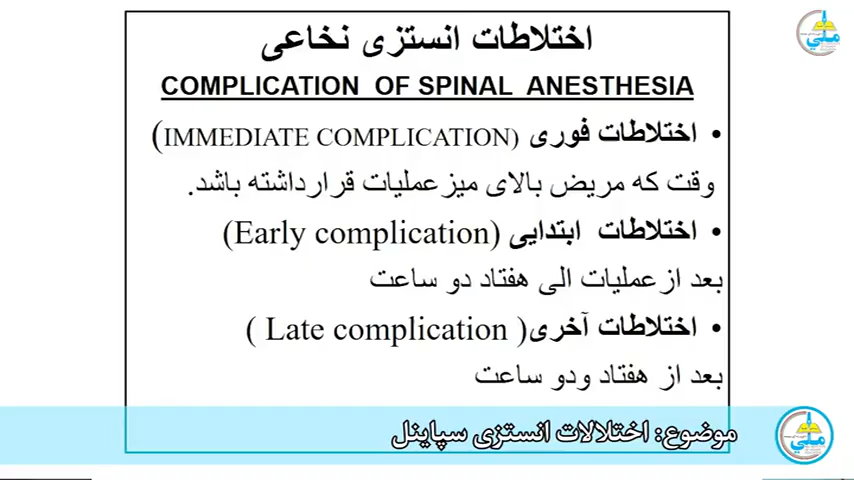 اختلاطات انستزی نخاعی
COMPLICATION OF SPINAL ANESTHESIA
• اختلاطات فوری (IMMEDIATE COMPLICATION)
وقت که مریض بالای میزعملیات قرارداشته باشد.
• اختلاطات ابتدایی (Early complication)
بعد ازعملیات الی هفتاد دو ساعت
• اختلاطات آخری( Late complication )
بعد از هفتاد ودو ساعت
موضوع: اختلالات انستزی سپاینل
ملي
ملي